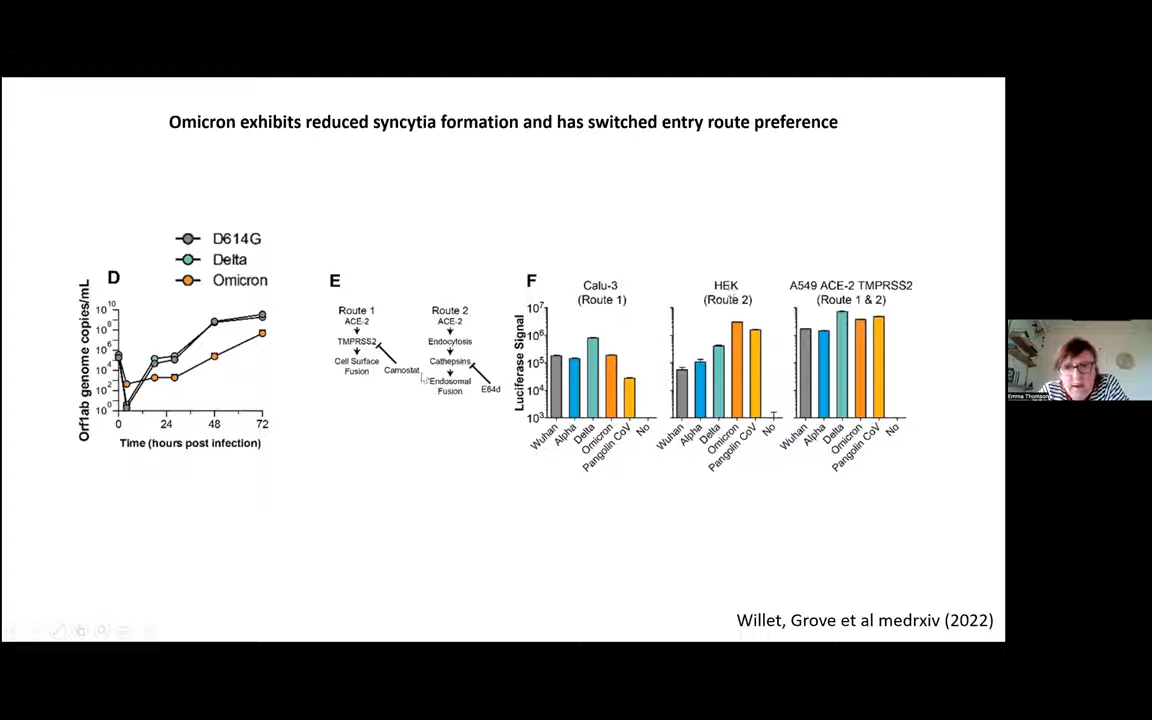 Omicron exhibits reduced syncytia formation and has switched entry route preference
D614G
Delta
Omicron
D
Orf1ab genome copies/mL
10^10
10^8
10^6
10^4
10^2
10^0
0 24 48 72
Time (hours post infection)
E
Route 1
ACE-2
TMPRSS2
Cell Surface
Fusion
Camostat
Route 2
ACE-2
Endocytosis
Cathepsins
Endosomal
Fusion
E64d
F
Luciferase Signal
10^7
10^6
10^5
10^4
10^3
Calu-3
(Route 1)
Wuhan
Alpha
Delta
Omicron
Pangolin CoV
No
HEK
(Route 2)
Wuhan
Alpha
Delta
Omicron
Pangolin CoV
No
A549 ACE-2 TMPRSS2
(Route 1 & 2)
Wuhan
Alpha
Delta
Omicron
Pangolin CoV
No
Willet, Grove et al medrxiv (2022)
Emma Thomson